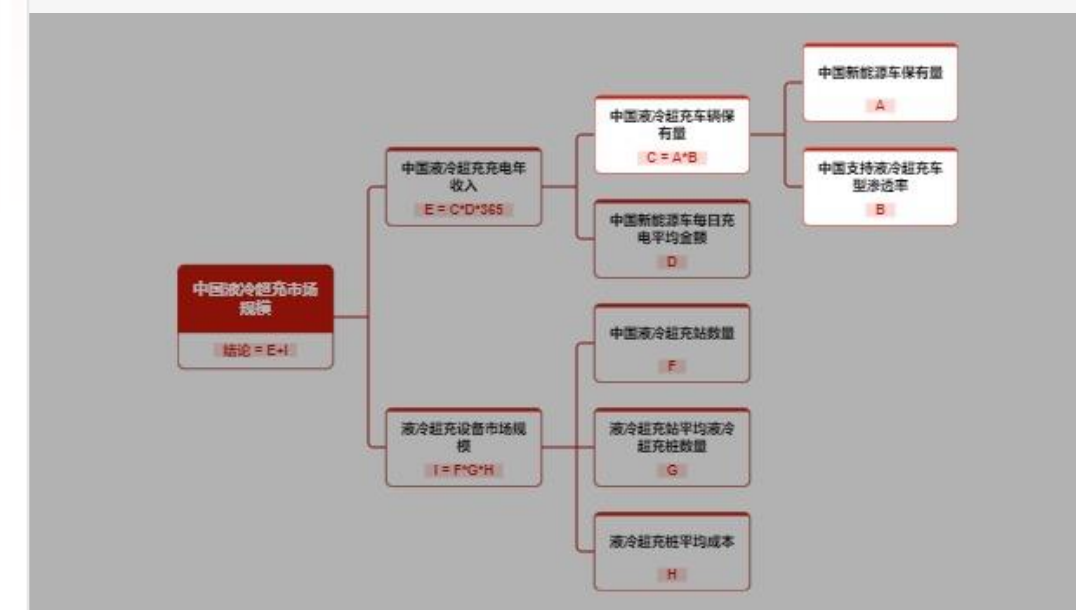 中国新能源车保有量
A
中国液冷超充车辆保
有量
C = A*B
中国支持液冷超充车
型渗透率
B
中国液冷超充充电年
收入
E = C*D*365
中国新能源车每日充
电平均金额
D
中国液冷超充市场
规模
结论 = E+I
中国液冷超充站数量
F
液冷超充设备市场规
模
I = F*G*H
液冷超充站平均液冷
超充桩数量
G
液冷超充桩平均成本
H